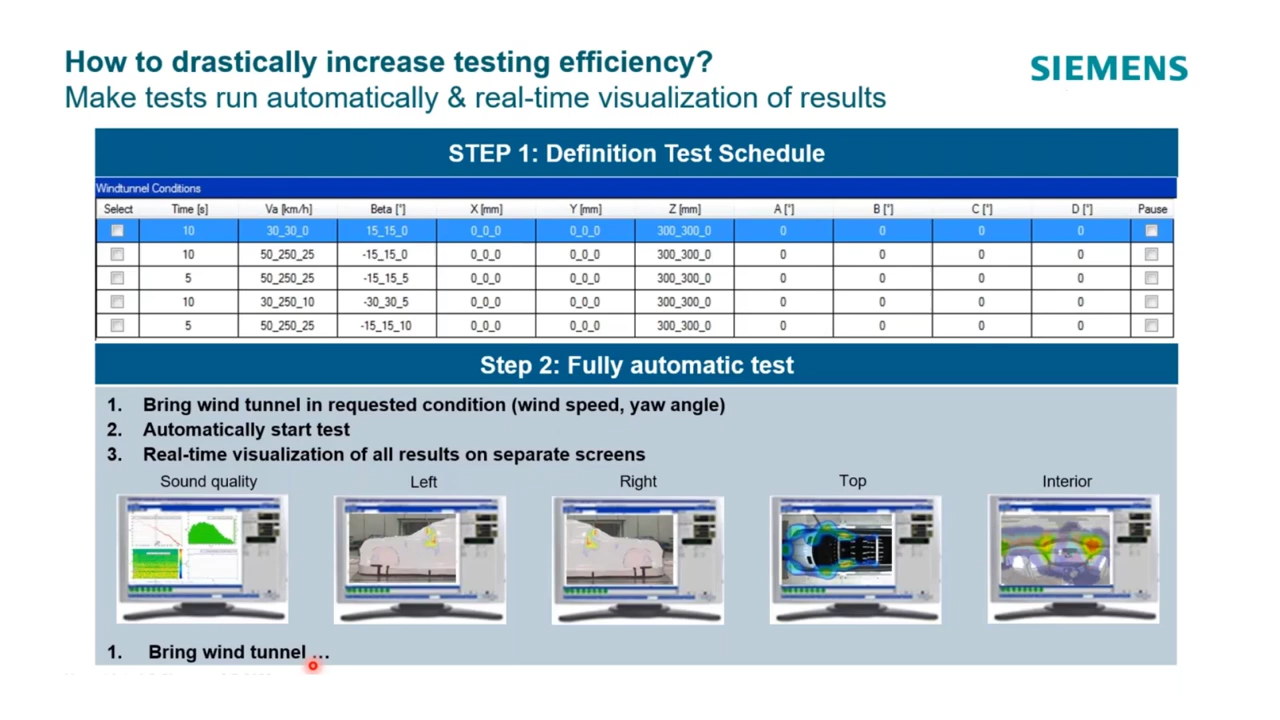 How to drastically increase testing efficiency?
SIEMENS
Make tests run automatically & real-time visualization of results
STEP 1: Definition Test Schedule
Windtunnel Conditions
Select Time [s] Va [km/h] Beta [°] X [mm] Y [mm] Z [mm] A [°] B [°] C [°] D [°] Pause
10 30_30_0 15_15_0 0_0_0 0_0_0 300_300_0 0 0 0 0
10 50_250_25 -15_15_0 0_0_0 0_0_0 300_300_0 0 0 0 0
5 50_250_25 -15_15_5 0_0_0 0_0_0 300_300_0 0 0 0 0
10 30_250_10 -30_30_5 0_0_0 0_0_0 300_300_0 0 0 0 0
5 50_250_25 -15_15_10 0_0_0 0_0_0 300_300_0 0 0 0 0
Step 2: Fully automatic test
1. Bring wind tunnel in requested condition (wind speed, yaw angle)
2. Automatically start test
3. Real-time visualization of all results on separate screens
Sound quality Left Right Top Interior
1. Bring wind tunnel ...